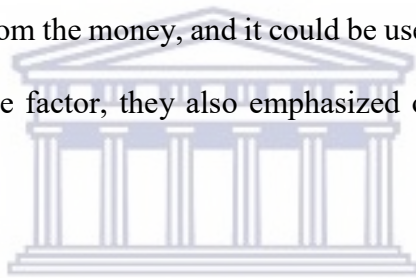 om the money, and it could be use
e factor, they also emphasized